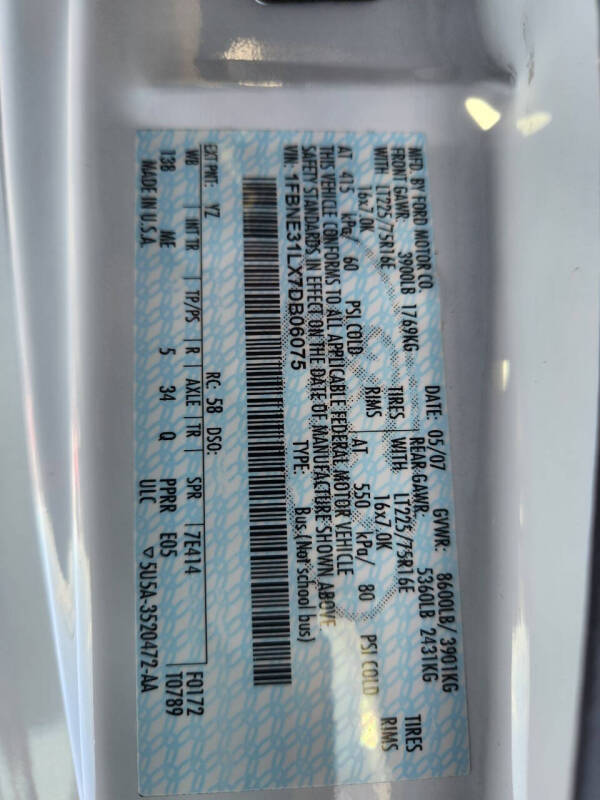 MFD. BY FORD MOTOR CO. DATE: 05/07 GVWR: 8600LB/ 3901KG
FRONT GAWR: 3900LB 1769KG REAR GAWR: 5360LB 2431KG
WITH LT225/75R16E TIRES WITH LT225/75R16E TIRES
16x7.0K RIMS 16x7.0K RIMS
AT 415 kPa/ 60 PSI COLD AT 550 kPa/ 80 PSI COLD
THIS VEHICLE CONFORMS TO ALL APPLICABLE FEDERAL MOTOR VEHICLE
SAFETY STANDARDS IN EFFECT ON THE DATE OF MANUFACTURE SHOWN ABOVE
VIN: 1FBNE31LX7DB06075 TYPE: Bus (Not school bus)
EXT PNT: YZ RC: 58 DSO: F0172
WB INT TR TP/PS R AXLE TR SPR 7E414 T0789
138 ME 5 34 Q PPRR EQ5
MADE IN U.S.A. ULC ▽5U5A-3520472-AA